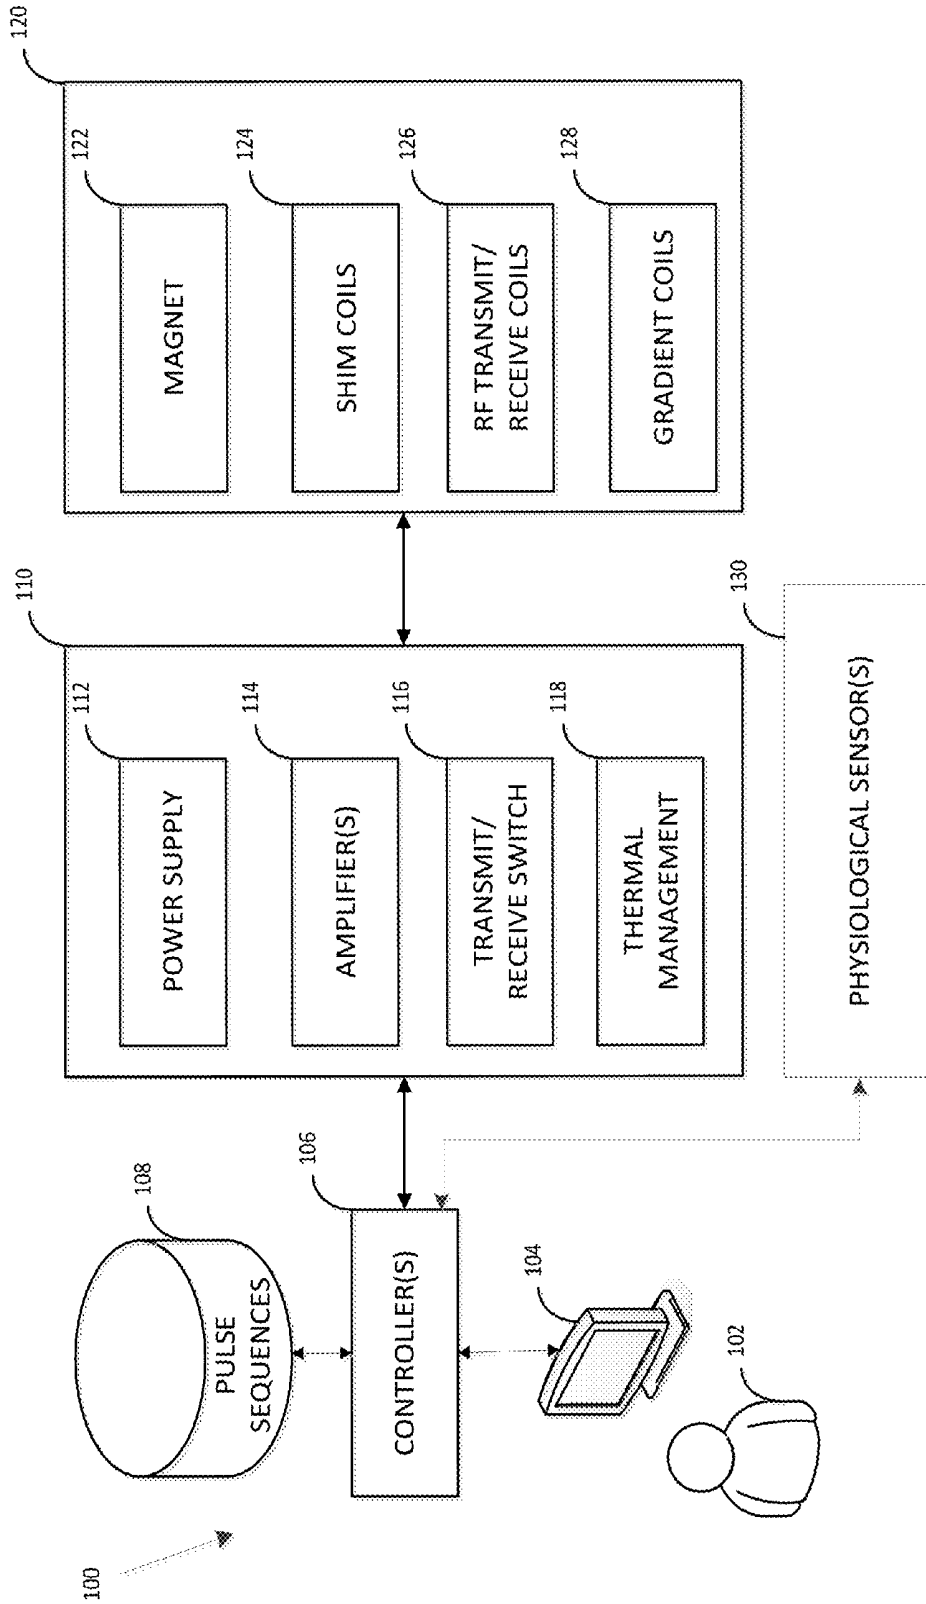 100
PULSE
SEQUENCES
108
CONTROLLER(S)
106
104
102
110
POWER SUPPLY
112
AMPLIFIER(S)
114
TRANSMIT/
RECEIVE SWITCH
116
THERMAL
MANAGEMENT
118
120
MAGNET
122
SHIM COILS
124
RF TRANSMIT/
RECEIVE COILS
126
GRADIENT COILS
128
PHYSIOLOGICAL SENSOR(S)
130